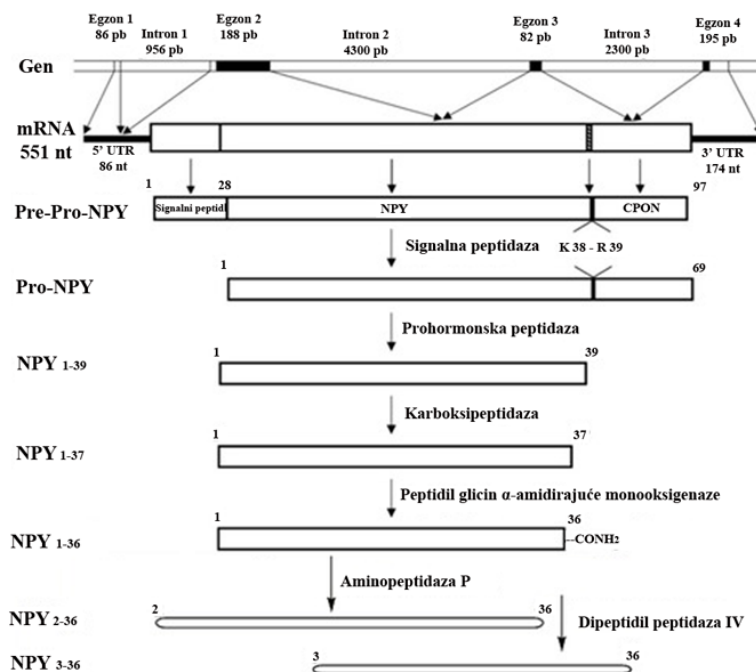 Egzon 1
86 pb
Intron 1
956 pb
Egzon 2
188 pb
Intron 2
4300 pb
Egzon 3
82 pb
Intron 3
2300 pb
Egzon 4
195 pb
Gen
mRNA
551 nt
5’ UTR
86 nt
3’ UTR
174 nt
1
28
97
Pre-Pro-NPY
Signalni peptid
NPY
CPON
Signalna peptidaza
K 38 - R 39
1
69
Pro-NPY
Prohormonska peptidaza
1
39
NPY 1-39
Karboksipeptidaza
1
37
NPY 1-37
Peptidil glicin α-amidirajuće monooksigenaze
1
36
NPY 1-36
--CONH2
Aminopeptidaza P
NPY 2-36
2
36
Dipeptidil peptidaza IV
NPY 3-36
3
36